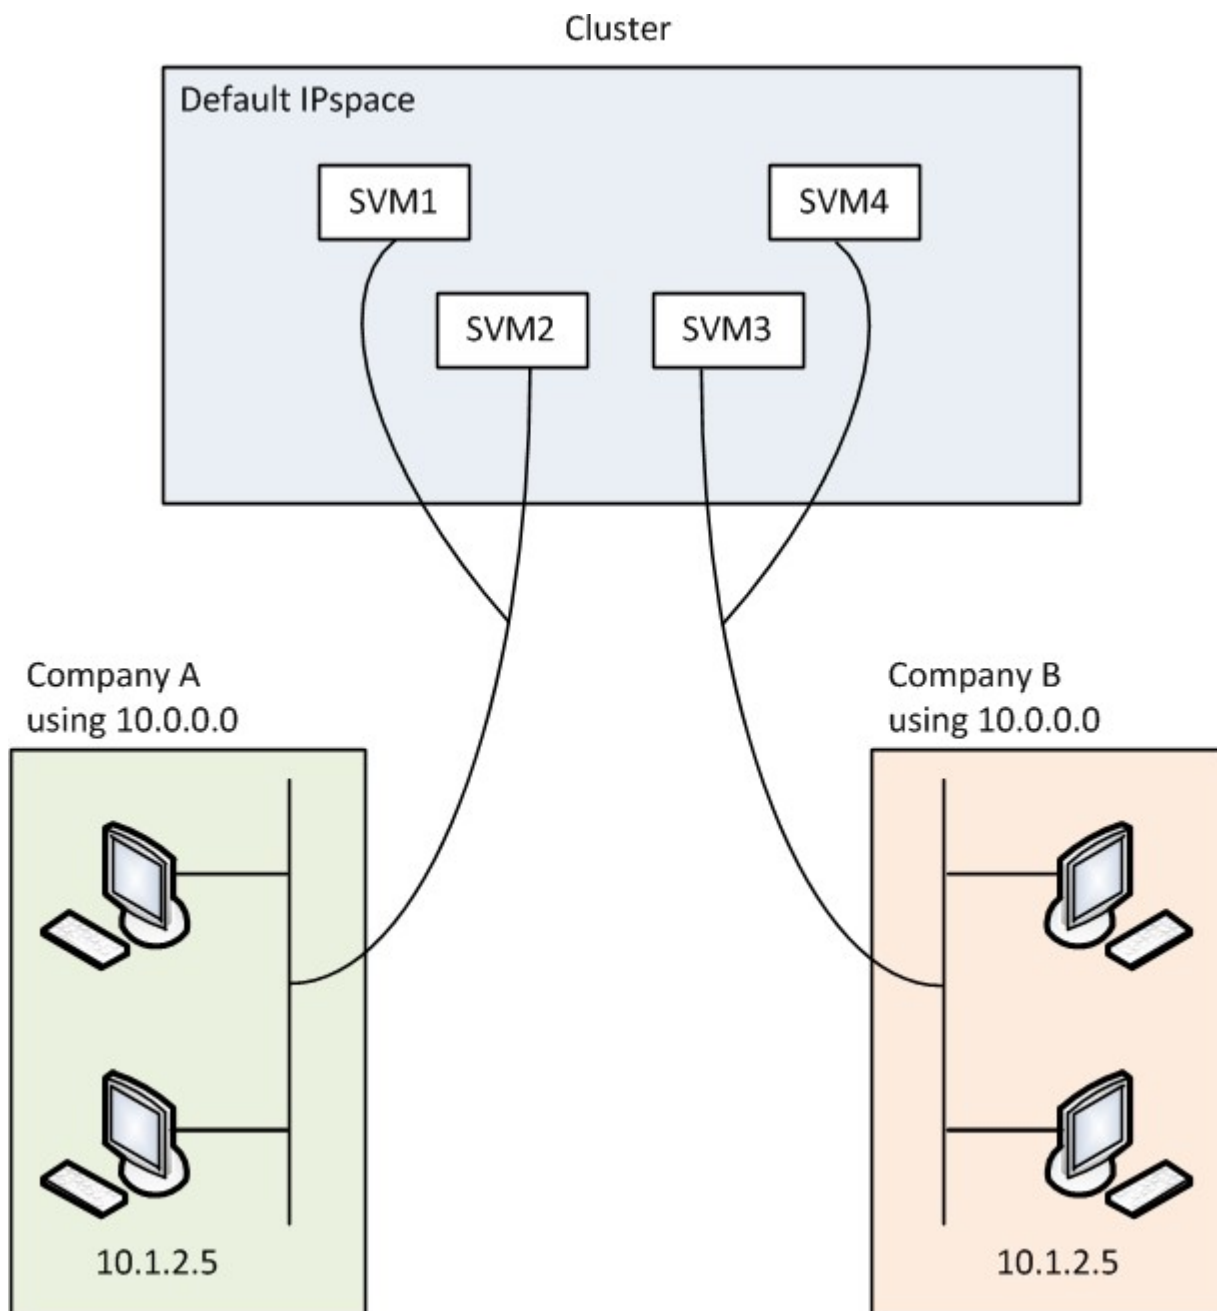 Cluster
Default IPspace
SVM1
SVM4
SVM2
SVM3
Company A
using 10.0.0.0
Company B
using 10.0.0.0
10.1.2.5
10.1.2.5